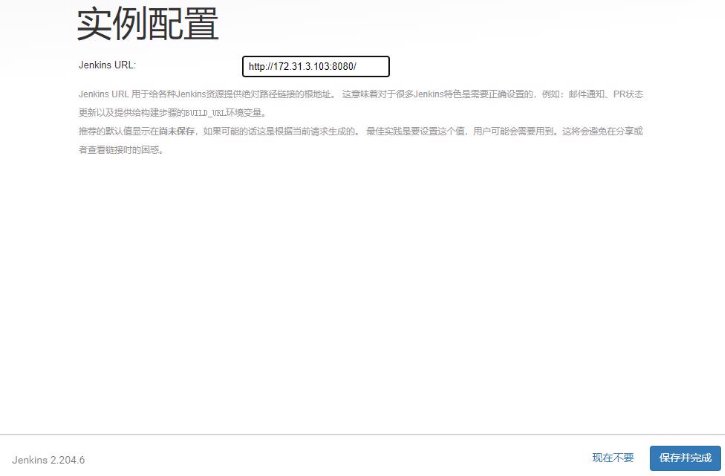 实例配置
Jenkins URL: http://172.31.3.103:8080/
Jenkins URL 用于给各种Jenkins资源提供绝对路径链接的根地址。 这意味着对于很多Jenkins特色是需要正确设置的，例如：邮件通知、PR状
态更新以及提供给构建步骤的BUILD_URL环境变量。
推荐的默认值显示在尚未保存，如果可能的话这是根据当前请求生成的。 最佳实践是要设置这个值，用户可能会需要用到。这将会避免在分享或
者查看链接时的困惑。
Jenkins 2.204.6 现在不要 保存并完成